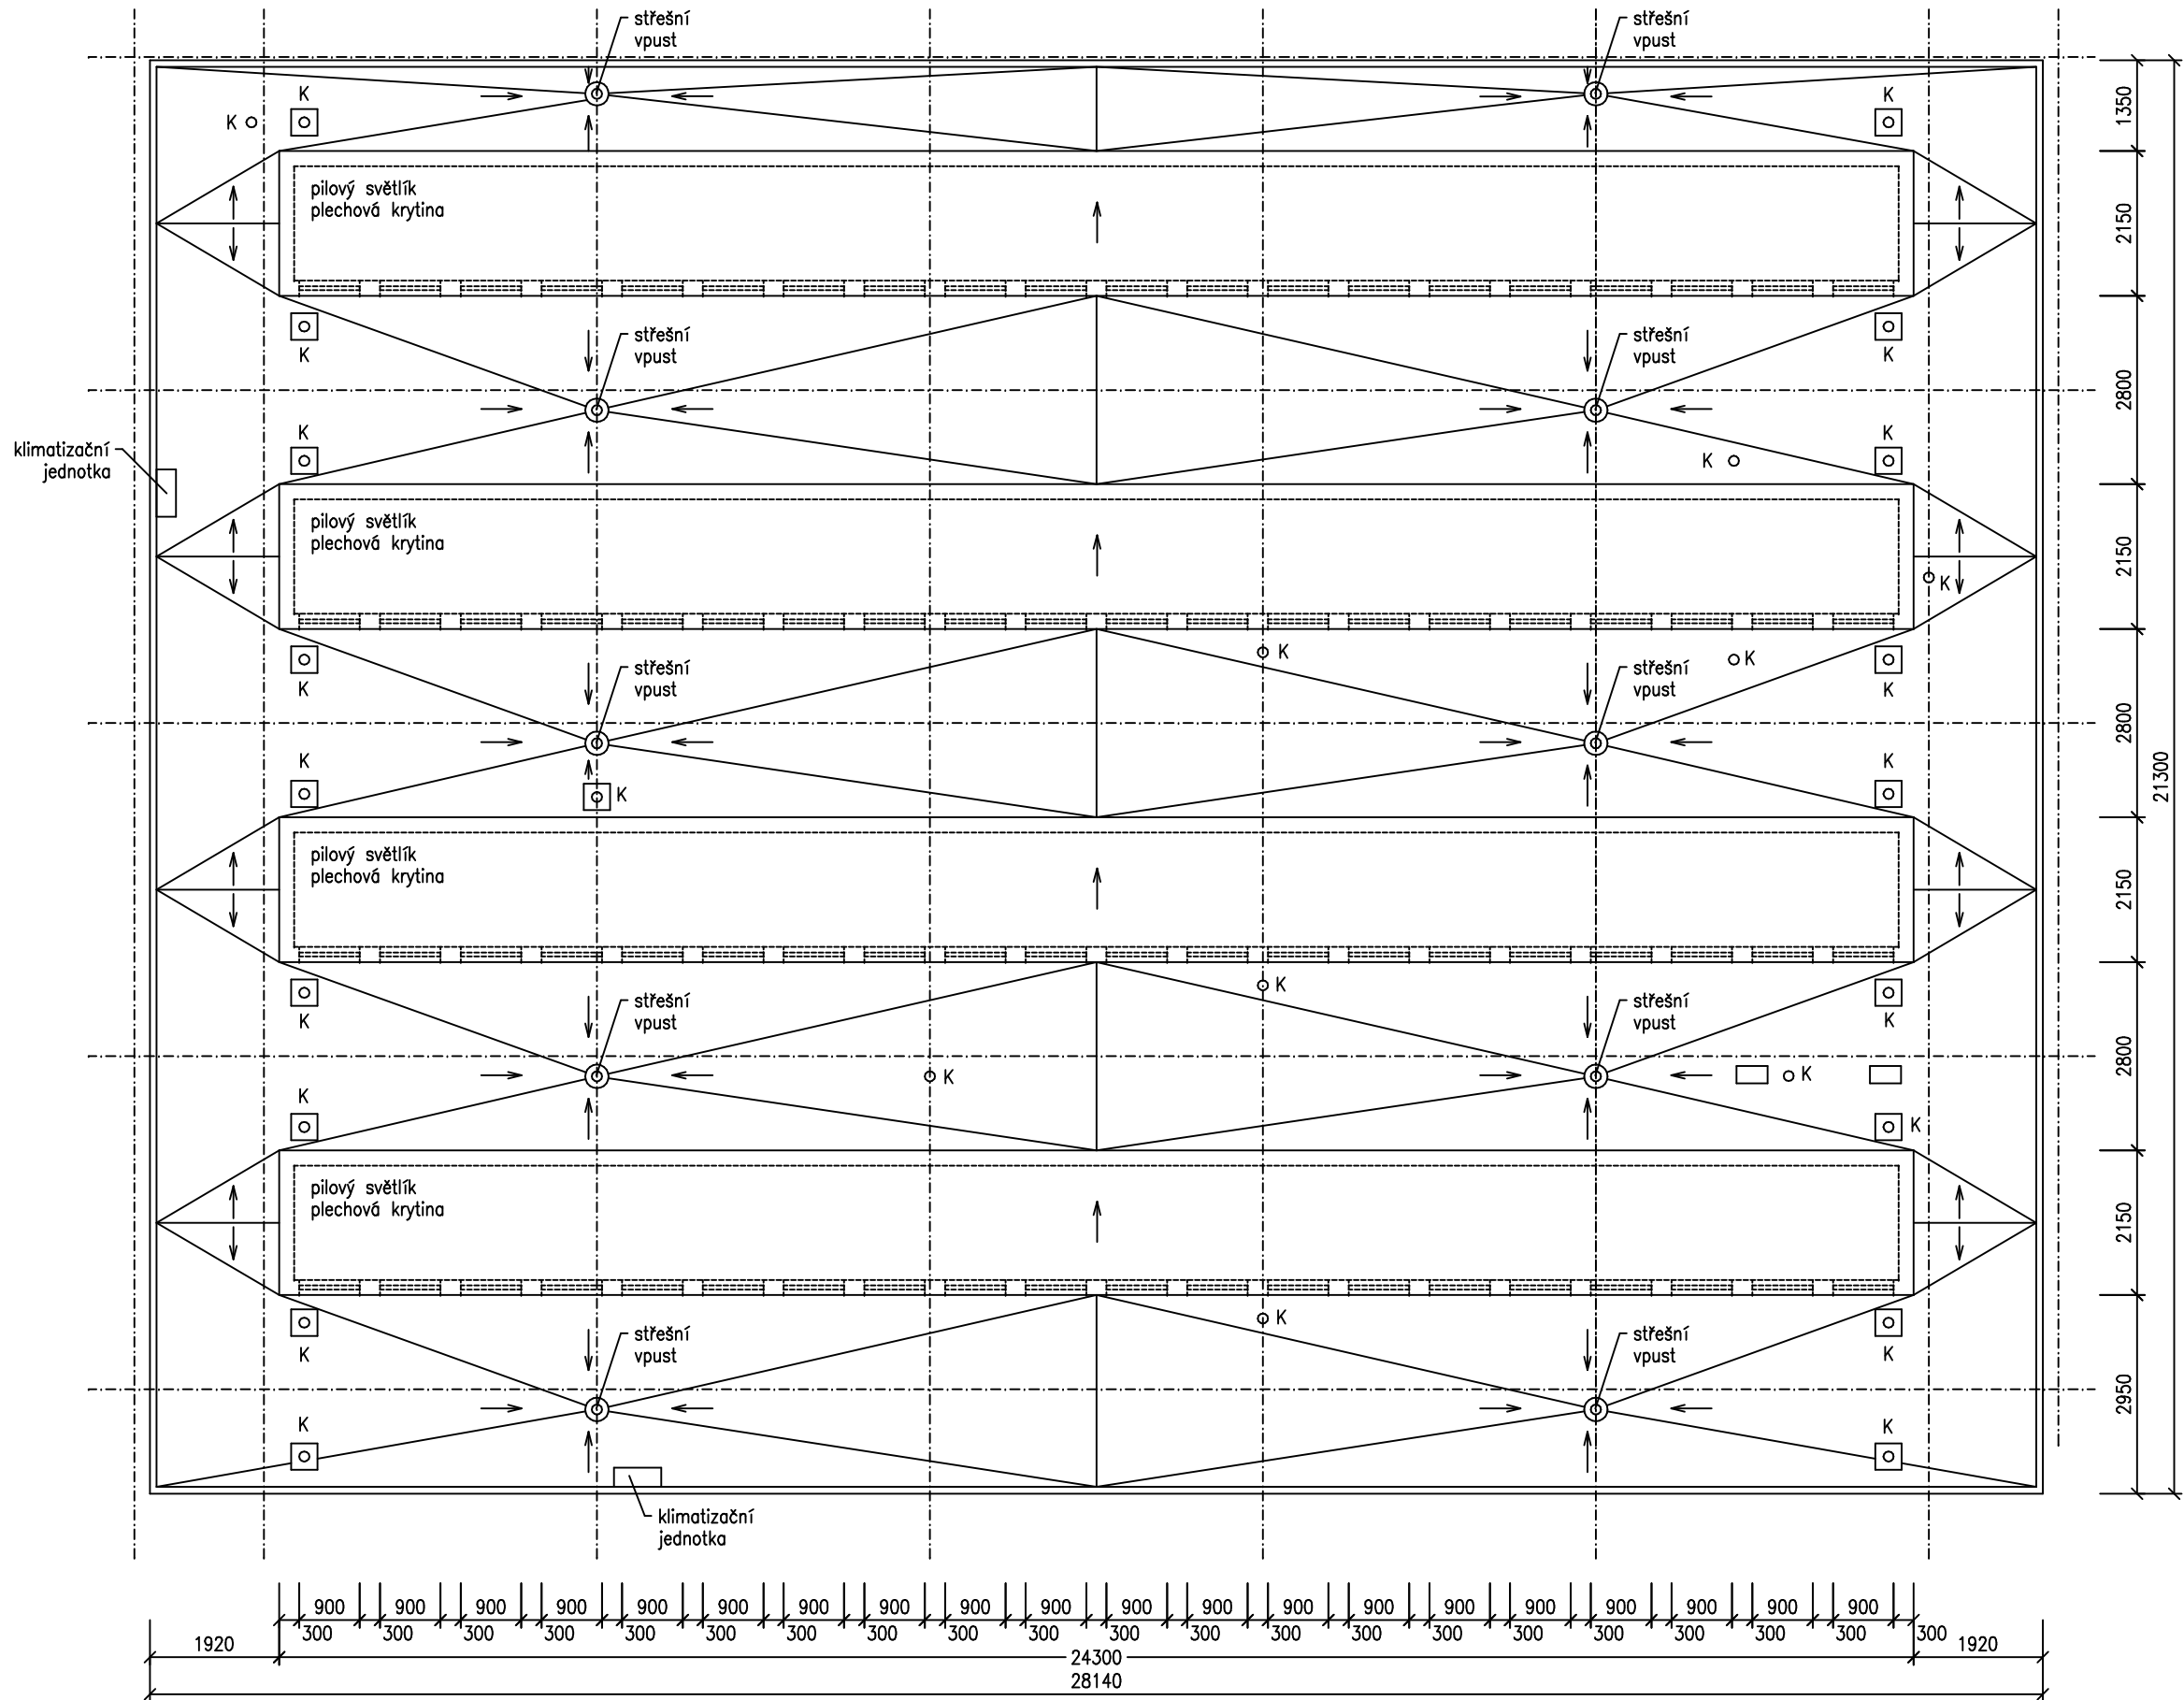 střešní
vpust
střešní
vpust
K
K
K
1350
pilový světlík
plechová krytina
2150
K
K
střešní
vpust
střešní
vpust
2800
K
K
K
klimatizační
jednotka
pilový světlík
plechová krytina
2150
K
K
K
K
K
střešní
vpust
střešní
vpust
2800
21300
K
K
K
pilový světlík
plechová krytina
2150
K
K
K
střešní
vpust
střešní
vpust
2800
K
K
K
K
pilový světlík
plechová krytina
2150
K
K
K
střešní
vpust
střešní
vpust
2950
K
K
klimatizační
jednotka
900 900 900 900 900 900 900 900 900 900 900 900 900 900 900 900 900 900 900 900
300 300 300 300 300 300 300 300 300 300 300 300 300 300 300 300 300 300 300 300 300
1920 24300 1920
28140